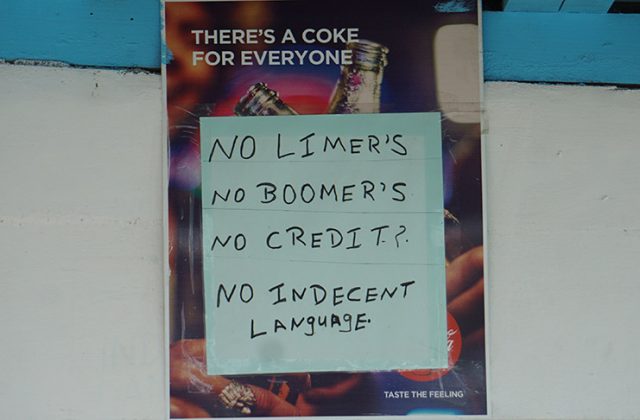 THERE'S A COKE
FOR EVERYONE
NO LIMER'S
NO BOOMER'S
NO CREDIT.?
NO INDECENT
LANGUAGE.
TASTE THE FEELING